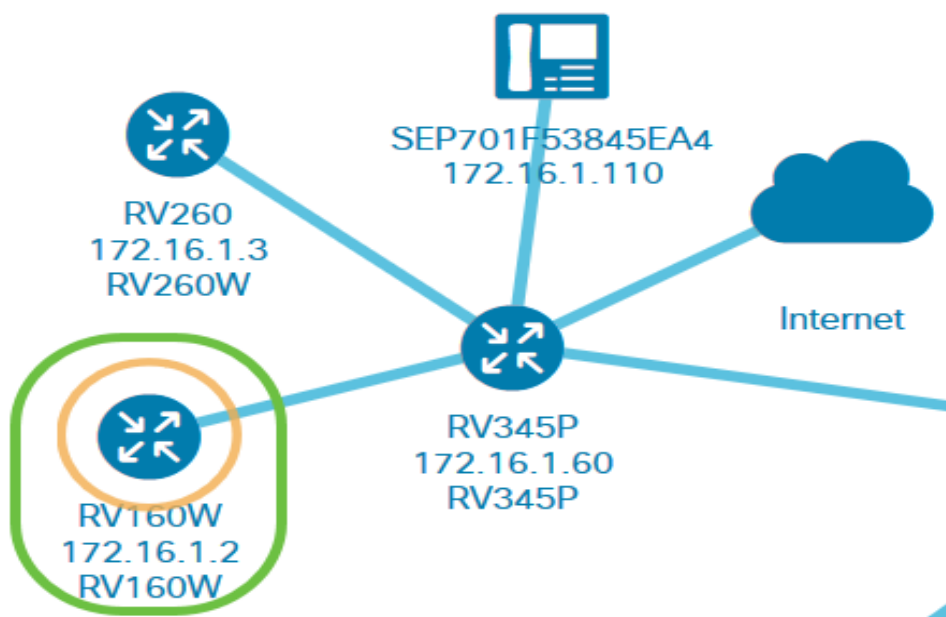 SEP701F53845EA4
172.16.1.110
RV260
172.16.1.3
RV260W
Internet
RV345P
172.16.1.60
RV345P
RV160W
172.16.1.2
RV160W